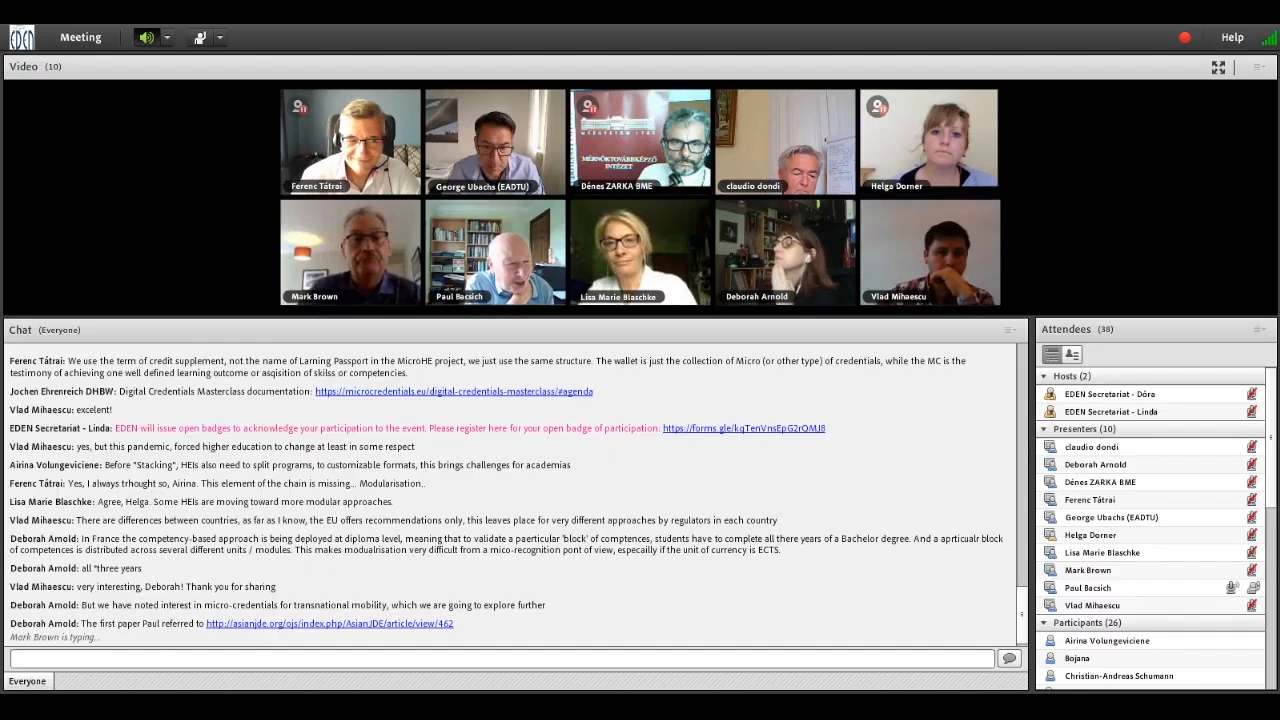 EDEN
Meeting
Help
Video (10)
Ferenc Tátrai
George Ubachs (EADTU)
MÉRNÖKTOVÁBBKÉPZŐ
INTÉZET
Dénes ZARKA BME
claudio dondi
Helga Dorner
Mark Brown
Paul Bacsich
Lisa Marie Blaschke
Deborah Arnold
Vlad Mihaescu
Chat (Everyone)
Ferenc Tátrai: We use the term of credit supplement, not the name of Larning Passport in the MicroHE project, we just use the same structure. The wallet is just the collection of Micro (or other type) of credentials, while the MC is the
testimony of achieving one well defined learning outcome or asqisition of skilss or competencies.
Jochen Ehrenreich DHBW: Digital Credentials Masterclass documentation: https://microcredentials.eu/digital-credentials-masterclass/#agenda
Vlad Mihaescu: excelent!
EDEN Secretariat - Linda: EDEN will issue open badges to acknowledge your participation to the event. Please register here for your open badge of participation: https://forms.gle/kqTenVnsEpG2rQMJ8
Vlad Mihaescu: yes, but this pandemic, forced higher education to change at least in some respect
Airina Volungeviciene: Before "Stacking", HEIs also need to split programs, to customizable formats, this brings challenges for academias
Ferenc Tátrai: Yes, I always trhought so, Airina. This element of the chain is missing... Modularisation..
Lisa Marie Blaschke: Agree, Helga. Some HEIs are moving toward more modular approaches.
Vlad Mihaescu: There are differences between countries, as far as I know, the EU offers recommendations only, this leaves place for very different approaches by regulators in each country
Deborah Arnold: In France the competency-based approach is being deployed at diploma level, meaning that to validate a paerticular 'block' of comptences, students have to complete all there years of a Bachelor degree. And a aprticualr block
of competences is distributed across several different units / modules. This makes modualrisation very difficult from a mico-recognition pont of view, especailly if the unit of currency is ECTS.
Deborah Arnold: all *three years
Vlad Mihaescu: very interesting, Deborah! Thank you for sharing
Deborah Arnold: But we have noted interest in micro-credentials for transnational mobility, which we are going to explore further
Deborah Arnold: The first paper Paul referred to http://asianjde.org/ojs/index.php/AsianJDE/article/view/462
Mark Brown is typing...
Everyone
Attendees (38)
Hosts (2)
EDEN Secretariat - Dóra
EDEN Secretariat - Linda
Presenters (10)
claudio dondi
Deborah Arnold
Dénes ZARKA BME
Ferenc Tátrai
George Ubachs (EADTU)
Helga Dorner
Lisa Marie Blaschke
Mark Brown
Paul Bacsich
Vlad Mihaescu
Participants (26)
Airina Volungeviciene
Bojana
Christian-Andreas Schumann